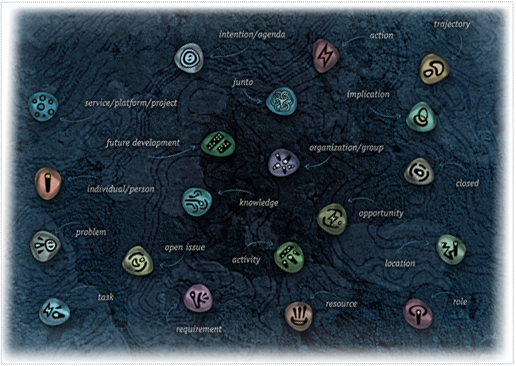 trajectory
intention/agenda
action
junto
implication
service/platform/project
future development
organization/group
closed
individual/person
knowledge
opportunity
problem
open issue
activity
location
task
resource
role
requirement